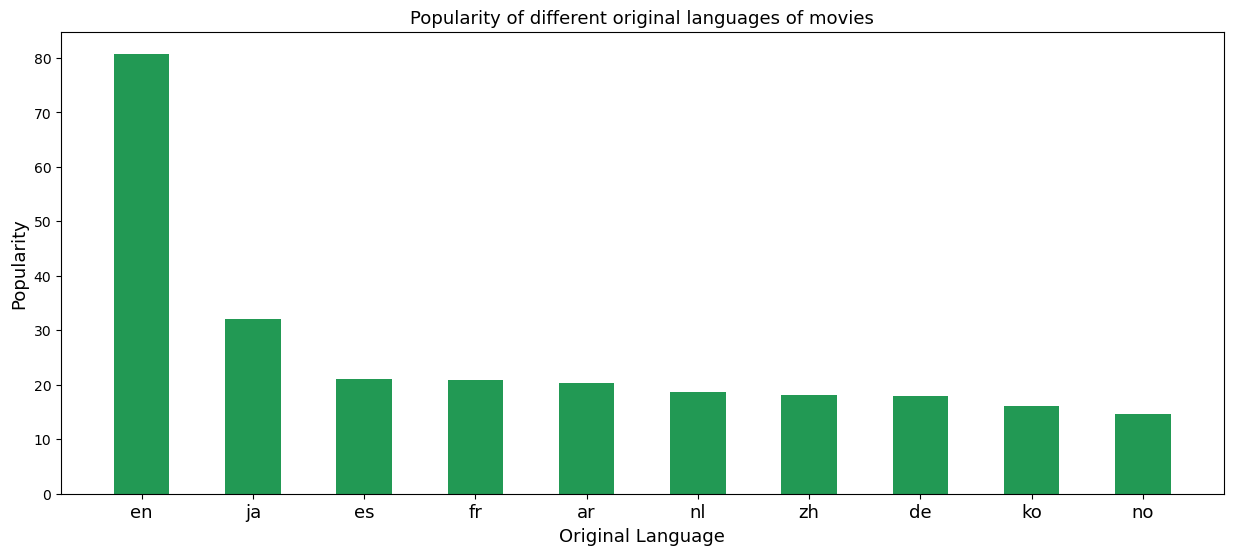 Popularity of different original languages of movies
Popularity
80
70
60
50
40
30
20
10
0
en ja es fr ar nl zh de ko no
Original Language